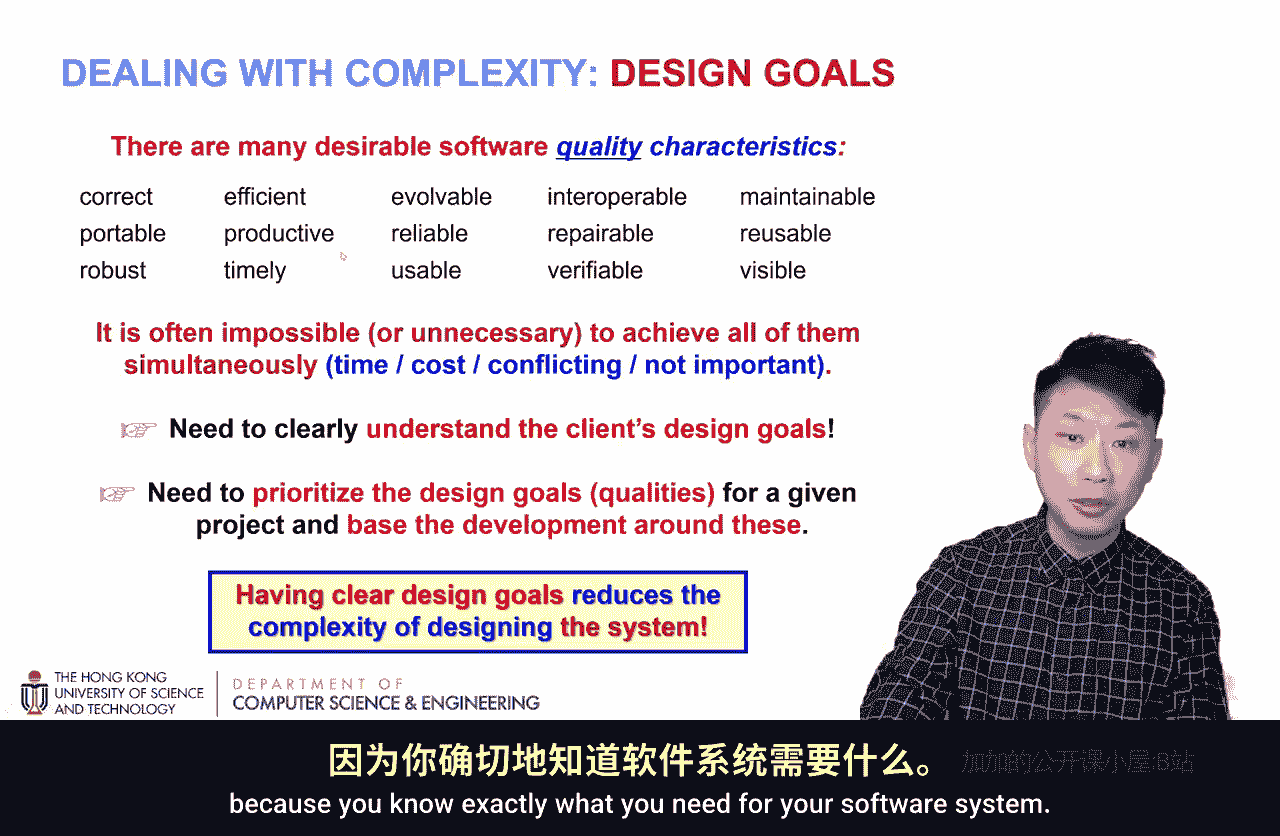 DEALING WITH COMPLEXITY: DESIGN GOALS
There are many desirable software quality characteristics:
correct efficient evolvable interoperable maintainable
portable productive reliable repairable reusable
robust timely usable verifiable visible
It is often impossible (or unnecessary) to achieve all of them
simultaneously (time / cost / conflicting / not important).
☞ Need to clearly understand the client’s design goals!
☞ Need to prioritize the design goals (qualities) for a given
project and base the development around these.
Having clear design goals reduces the
complexity of designing the system!
THE HONG KONG
UNIVERSITY OF SCIENCE
AND TECHNOLOGY
DEPARTMENT OF
COMPUTER SCIENCE & ENGINEERING
因为你确切地知道软件系统需要什么。
加加的公开课小屋:B站
because you know exactly what you need for your software system.